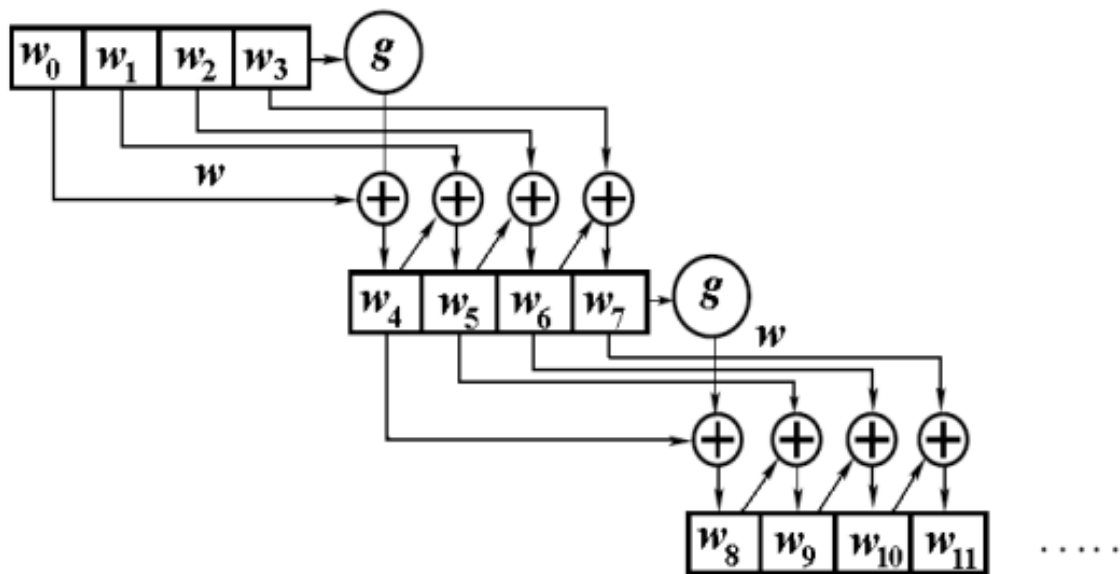 w0 w1 w2 w3 g
w
+ + + +
w4 w5 w6 w7 g
w
+ + + +
w8 w9 w10 w11 .....